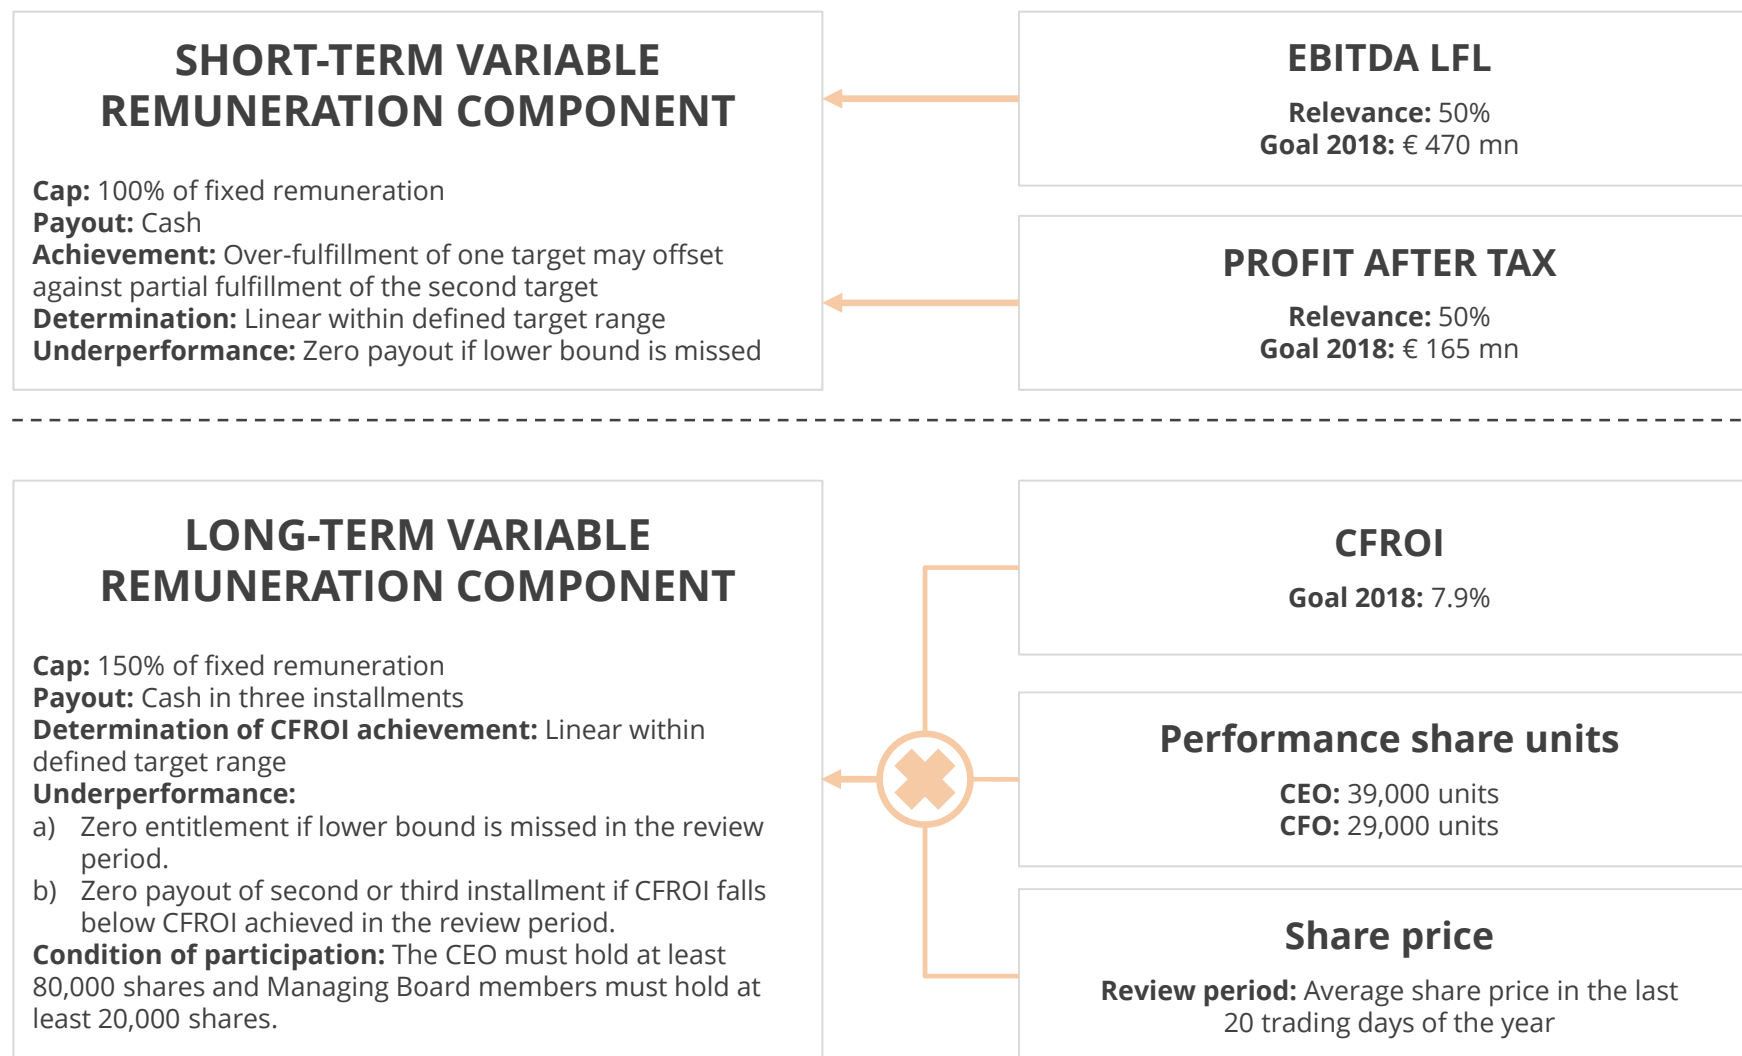 SHORT-TERM VARIABLE
REMUNERATION COMPONENT
Cap: 100% of fixed remuneration
Payout: Cash
Achievement: Over-fulfillment of one target may offset
against partial fulfillment of the second target
Determination: Linear within defined target range
Underperformance: Zero payout if lower bound is missed
EBITDA LFL
Relevance: 50%
Goal 2018: € 470 mn
PROFIT AFTER TAX
Relevance: 50%
Goal 2018: € 165 mn
LONG-TERM VARIABLE
REMUNERATION COMPONENT
Cap: 150% of fixed remuneration
Payout: Cash in three installments
Determination of CFROI achievement: Linear within
defined target range
Underperformance:
a) Zero entitlement if lower bound is missed in the review
period.
b) Zero payout of second or third installment if CFROI falls
below CFROI achieved in the review period.
Condition of participation: The CEO must hold at least
80,000 shares and Managing Board members must hold at
least 20,000 shares.
CFROI
Goal 2018: 7.9%
Performance share units
CEO: 39,000 units
CFO: 29,000 units
Share price
Review period: Average share price in the last
20 trading days of the year